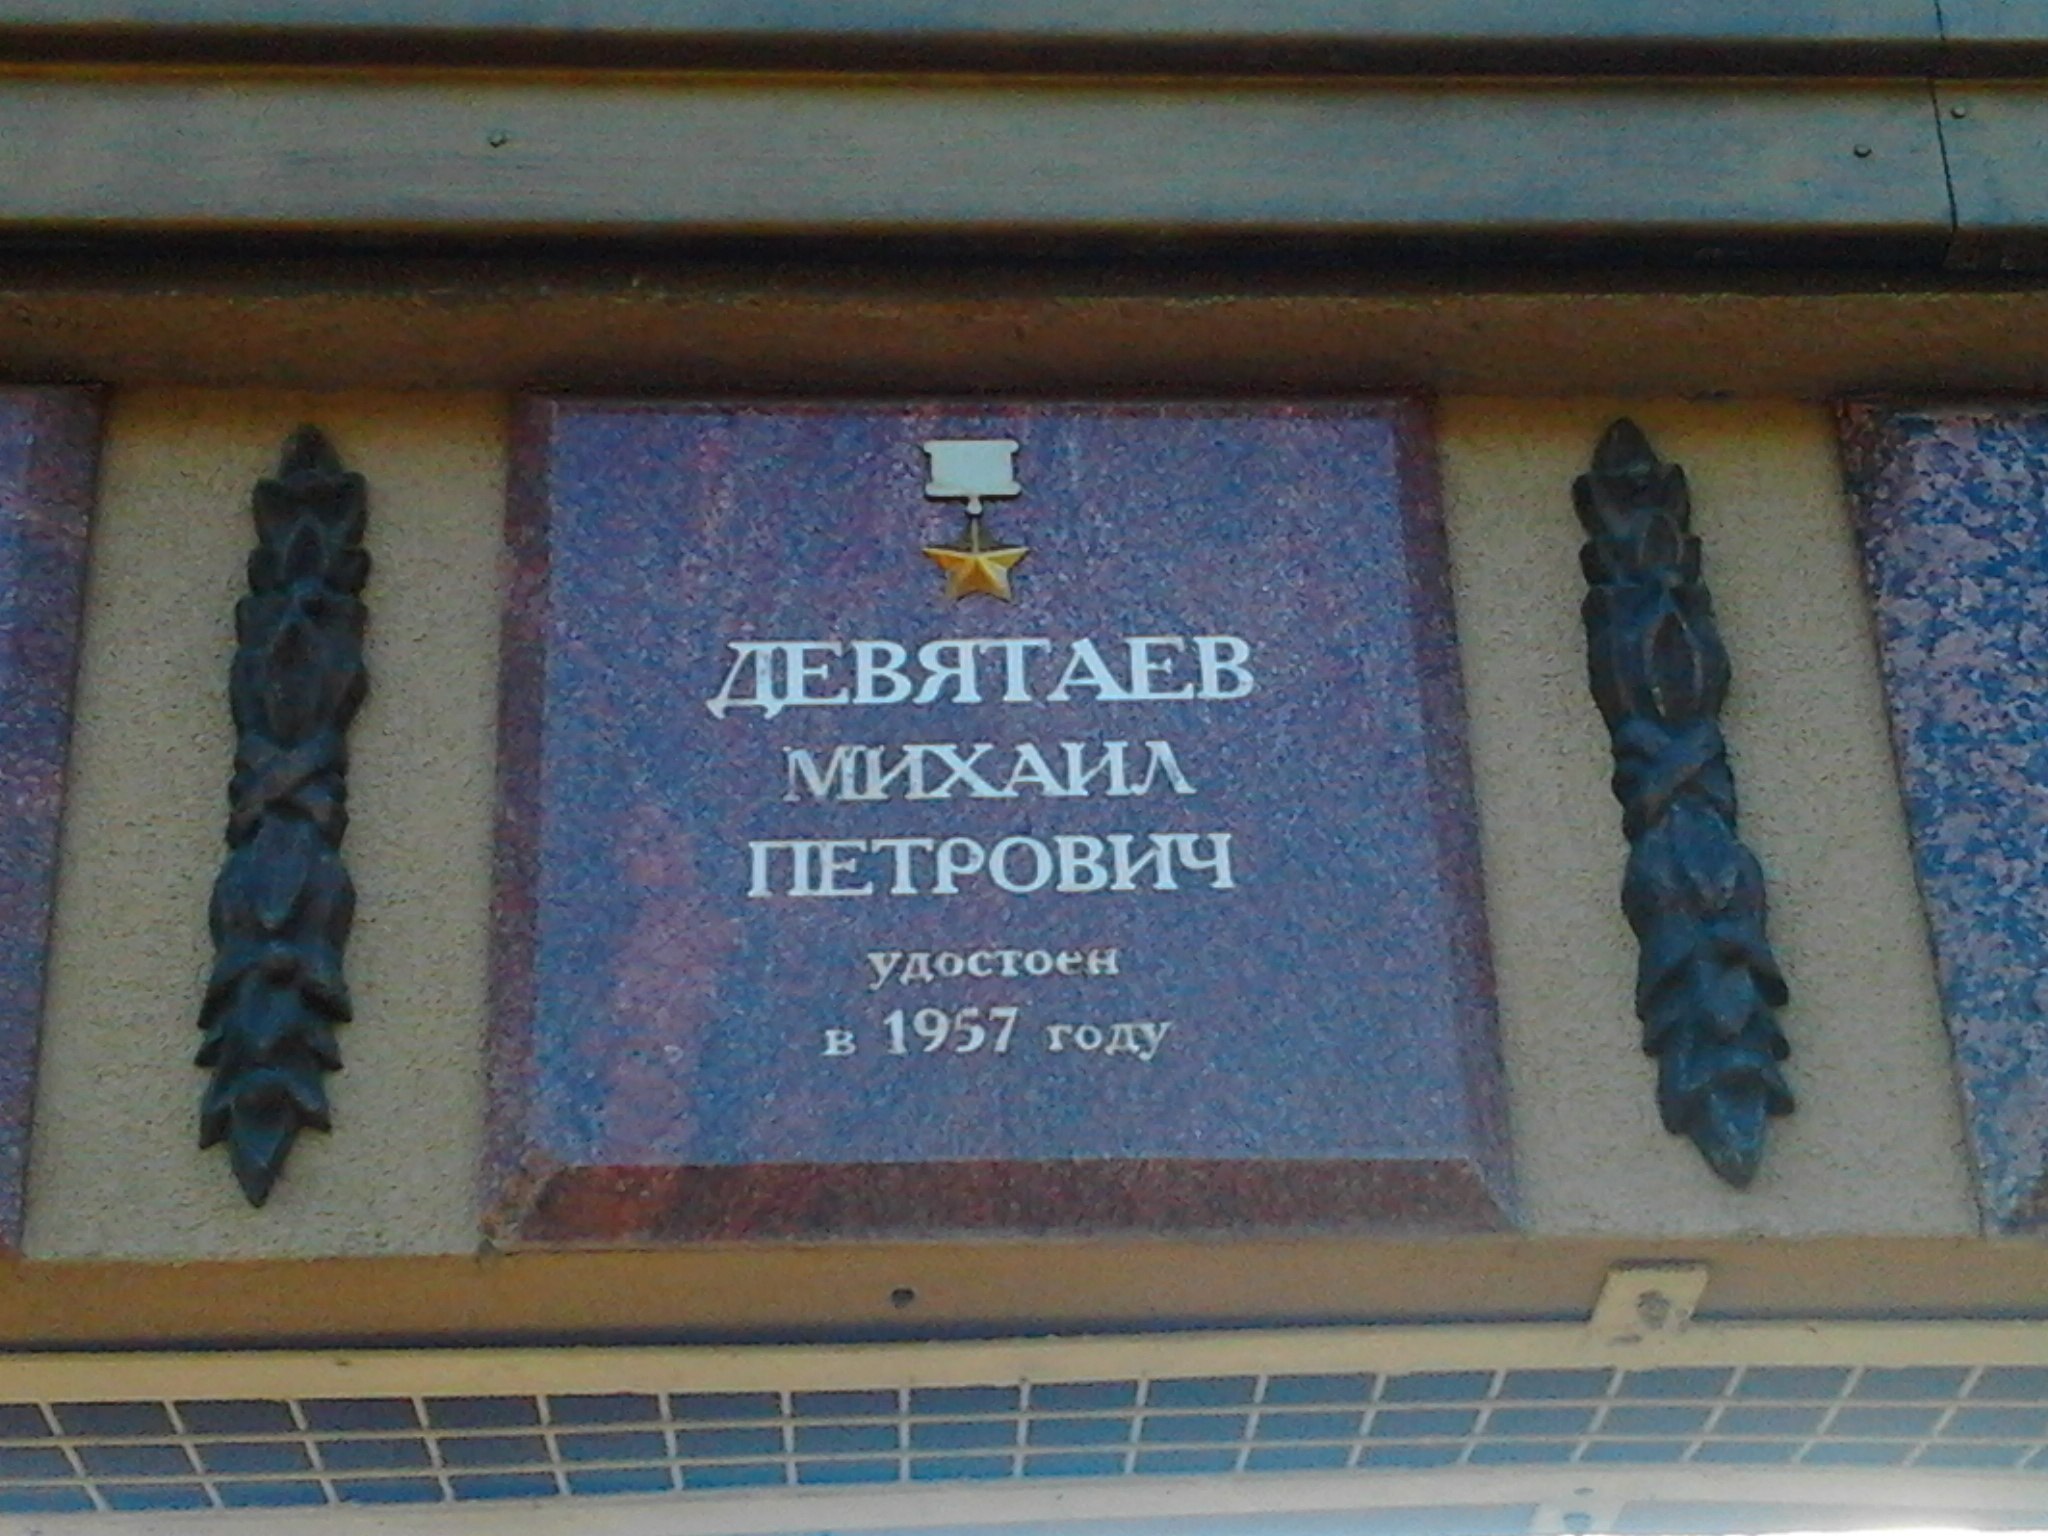 ДЕВЯТАЕВ
МИХАИЛ
ПЕТРОВИЧ
удостоен
в 1957 году